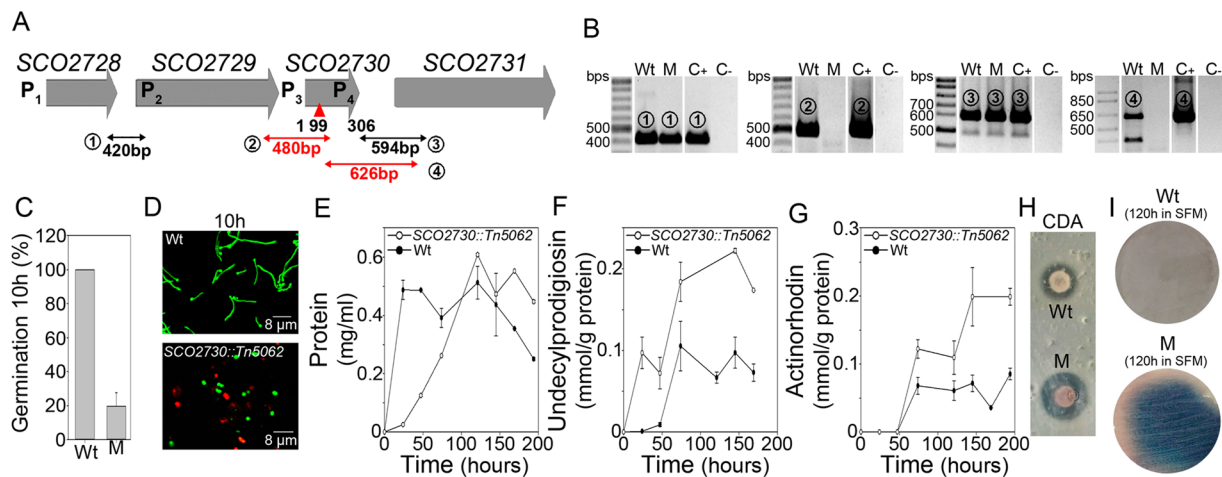 A
SCO2728 SCO2729 SCO2730 SCO2731
P1 P2 P3 P4
1 99 306
① 420bp ② 480bp 594bp ③
626bp ④
B
Wt M C+ C-
bps
500
400
① ① ①
Wt M C+ C-
bps
500
400
② ②
Wt M C+ C-
bps
700
600
500
③ ③ ③
Wt M C+ C-
bps
850
650
500
④ ④
C
Germination 10h (%)
120
100
80
60
40
20
0
Wt M
D
10h
Wt
8 µm
SCO2730::Tn5062
8 µm
E
SCO2730::Tn5062
Wt
Protein
(mg/ml)
0.6
0.4
0.2
0
0 50 100 150 200
Time (hours)
F
SCO2730::Tn5062
Wt
Undecylprodigiosin
(mmol/g protein)
0.2
0.1
0
0 50 100 150 200
Time (hours)
G
SCO2730::Tn5062
Wt
Actinorhodin
(mmol/g protein)
0.3
0.2
0.1
0
0 50 100 150 200
Time (hours)
H
CDA
Wt
M
I
Wt
(120h in SFM)
M
(120h in SFM)